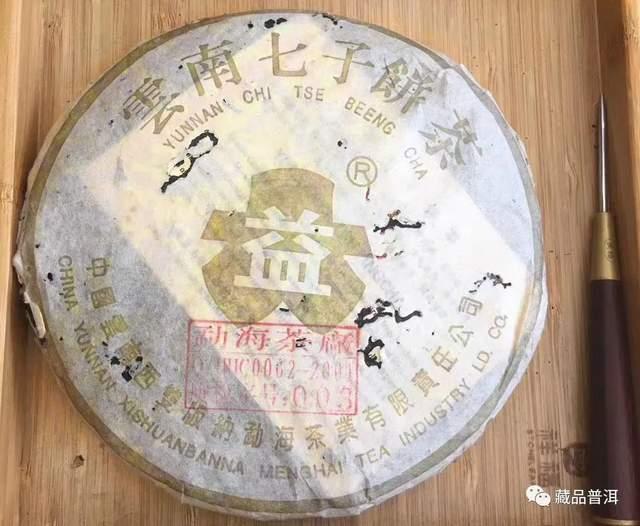 雲南七子餅茶
YUNNAN CHI TSE BEENG CHA
®
益
勐海茶廠
中國雲南西雙版納勐海茶業有限責任公司
CHINA YUNNAN XISHUANBANNA MENGHAI TEA INDUSTRY LD. CO.
藏品普洱